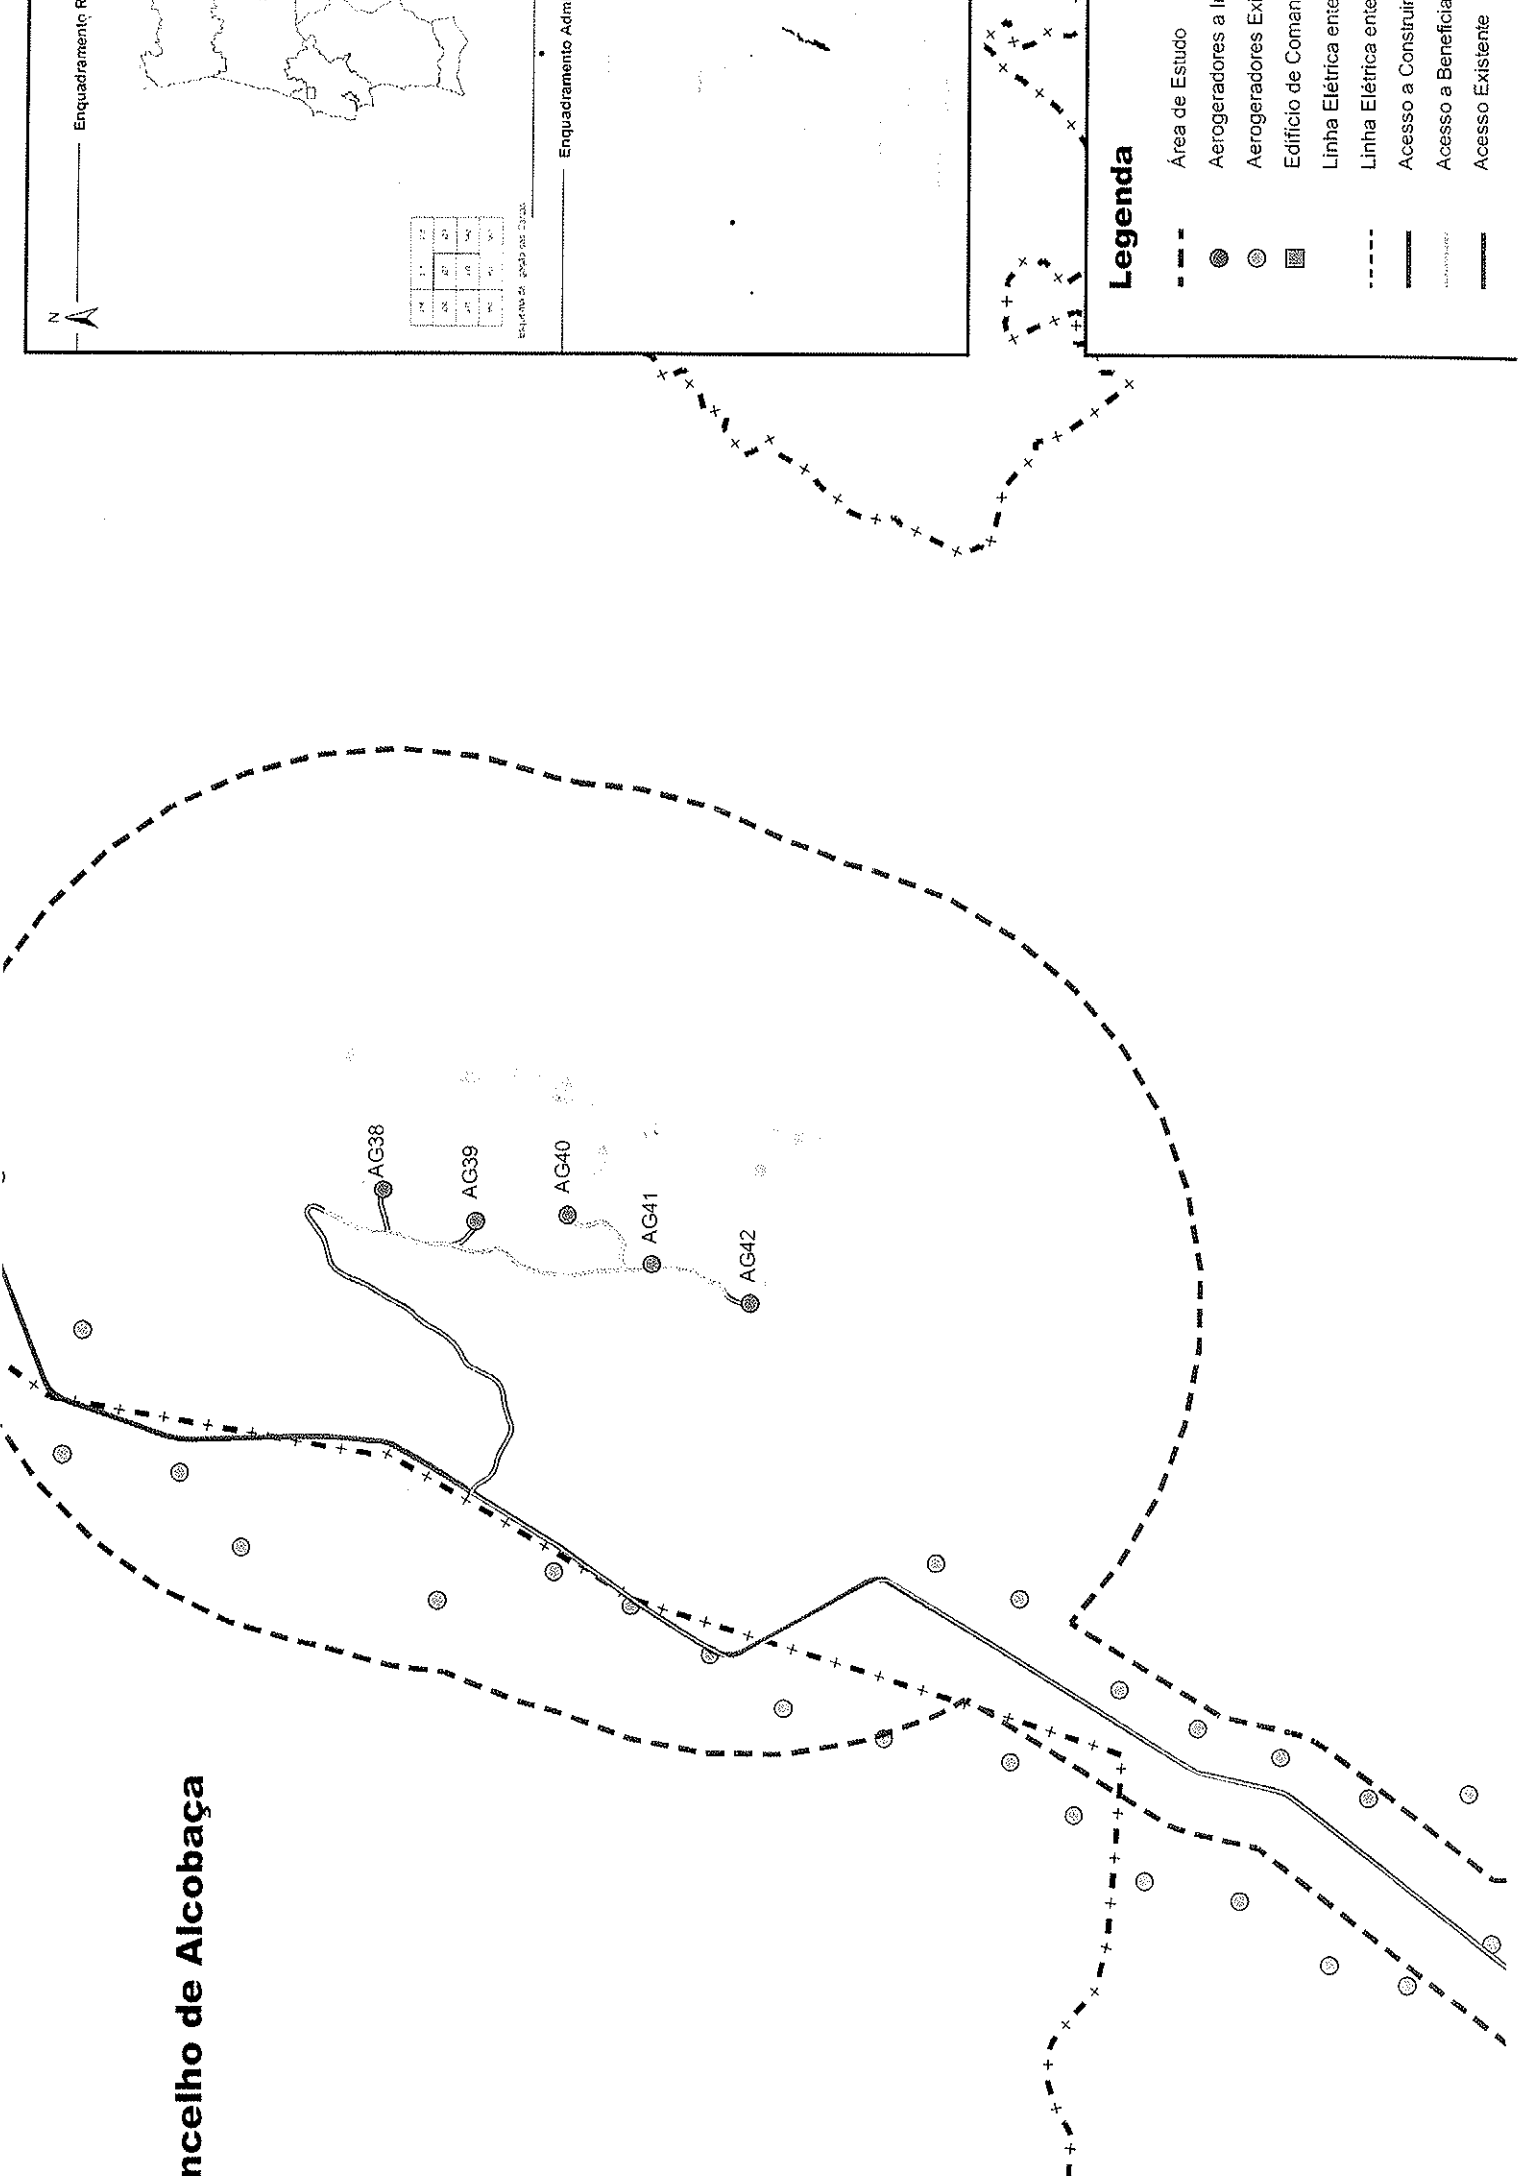 Enquadramento R
N
Enquadramento Adm
Legenda
Área de Estudo
Aerogeradores a I
Aerogeradores Exi
Edifício de Coman
Linha Elétrica ente
Linha Elétrica ente
Acesso a Construir
Acesso a Beneficia
Acesso Existente
AG38
AG39
AG40
AG41
AG42
ncelho de Alcobaça